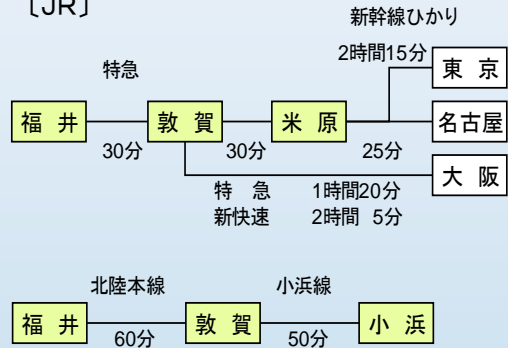 〔JR〕
新幹線ひかり
2時間15分
特急
東 京
福 井
敦 賀
米 原
名古屋
30分
30分
25分
大 阪
特 急 1時間20分
新快速 2時間 5分
北陸本線
小浜線
福 井
敦 賀
小 浜
60分
50分